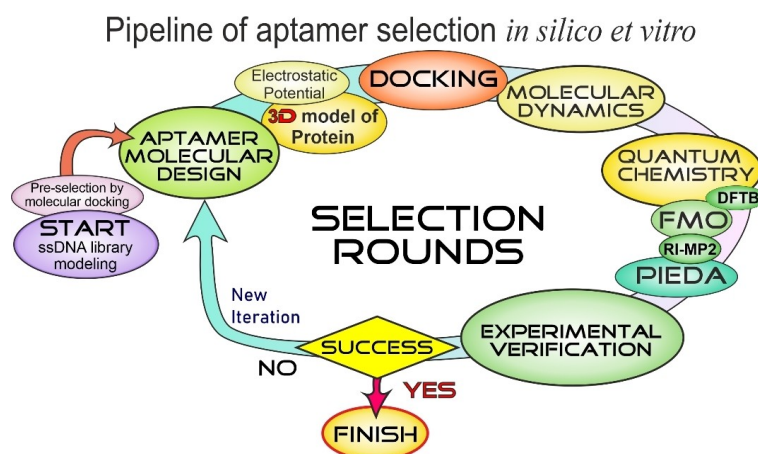 Pipeline of aptamer selection in silico et vitro
Electrostatic
Potential
3D model of
Protein
DOCKING
MOLECULAR
DYNAMICS
APTAMER
MOLECULAR
DESIGN
QUANTUM
CHEMISTRY
DFTB
FMO
RI-MP2
PIEDA
Pre-selection by
molecular docking
START
ssDNA library
modeling
SELECTION
ROUNDS
New
Iteration
EXPERIMENTAL
VERIFICATION
SUCCESS
NO
YES
FINISH